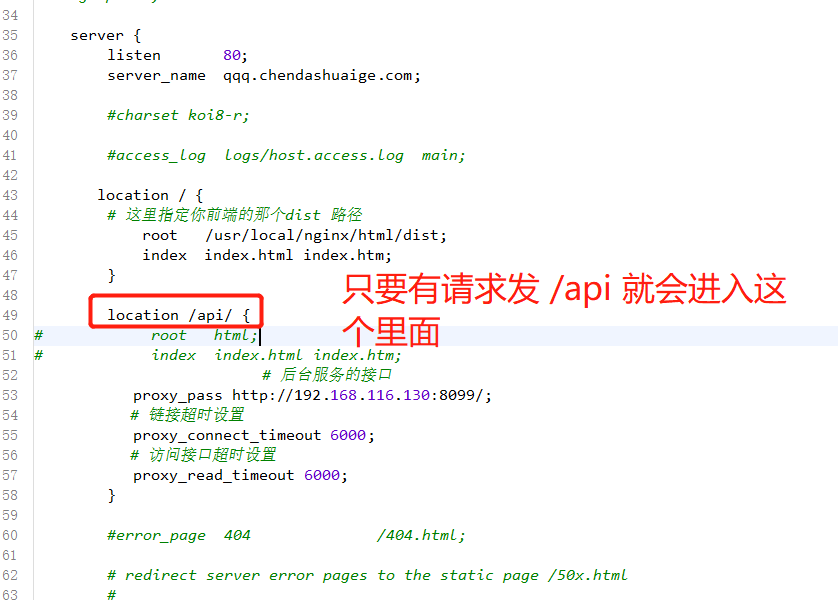 34
35 server {
36 listen 80;
37 server_name qqq.chendashuaige.com;
38
39 #charset koi8-r;
40
41 #access_log logs/host.access.log main;
42
43 location / {
44 # 这里指定你前端的那个dist 路径
45 root /usr/local/nginx/html/dist;
46 index index.html index.htm;
47 }
48
49 location /api/ {
50 # root html;
51 # index index.html index.htm;
52 # 后台服务的接口
53 proxy_pass http://192.168.116.130:8099/;
54 # 链接超时设置
55 proxy_connect_timeout 6000;
56 # 访问接口超时设置
57 proxy_read_timeout 6000;
58 }
59
60 #error_page 404 /404.html;
61
62 # redirect server error pages to the static page /50x.html
63 #
只要有请求发 /api 就会进入这
个里面